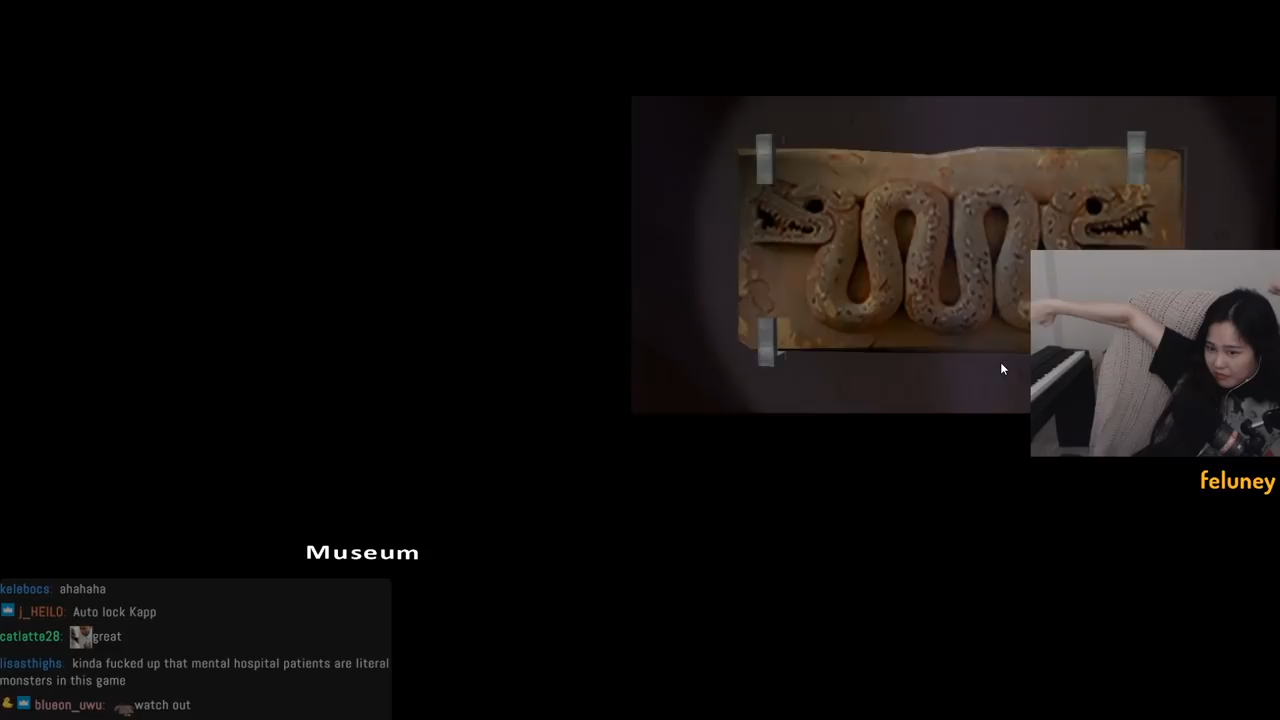 feluney
Museum
kelebocs: ahahaha
j_HEILO: Auto lock Kapp
catlatte28: great
lisasthighs: kinda fucked up that mental hospital patients are literal
monsters in this game
blueon_uwu: watch out